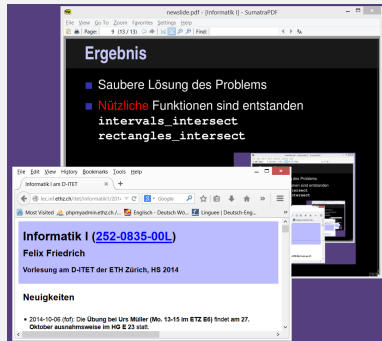 newslide.pdf - [Informatik I] - SumatraPDF
File View Go To Zoom Favorites Settings Help
Page: 9 (13 / 13) Find:
Ergebnis
Saubere Lösung des Problems
Nützliche Funktionen sind entstanden
intervals_intersect
rectangles_intersect
File Edit View History Bookmarks Tools Help
Informatik I am D-ITET
Google
Most Visited phpmyadmin.ethz.ch /... Englisch - Deutsch Wö... Linguee | Deutsch-Eng...
Informatik I (252-0835-00L)
Felix Friedrich
Vorlesung am D-ITET der ETH Zürich, HS 2014
Neuigkeiten
2014-10-06 (fof): Die Übung bei Urs Müller (Mo. 13-15 im ETZ E6) findet am 27.
Oktober ausnahmsweise im HG E 23 statt.